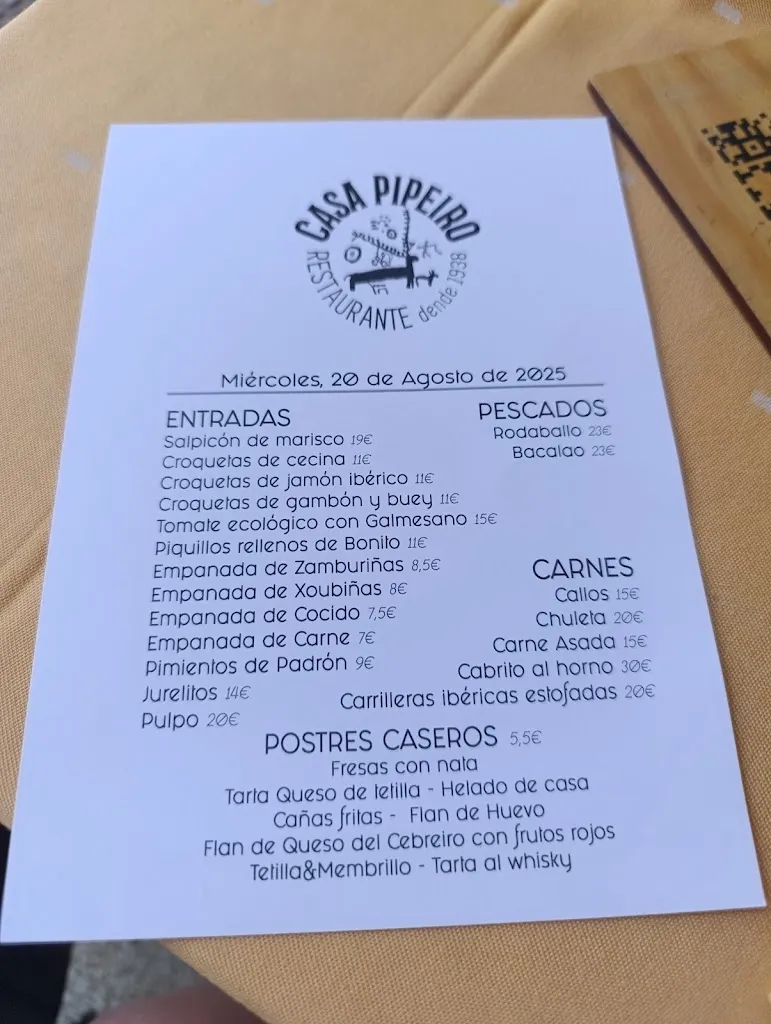 CASA PIPEIRO
RESTAURANTE dende 1938
Miércoles, 20 de Agosto de 2025
ENTRADAS
Salpicón de marisco 19€
Croquetas de cecina 11€
Croquetas de jamón ibérico 11€
Croquetas de gambón y buey 11€
Tomate ecológico con Galmesano 15€
Piquillos rellenos de Bonito 11€
Empanada de Zamburiñas 8,5€
Empanada de Xoubiñas 8€
Empanada de Cocido 7,5€
Empanada de Carne 7€
Pimientos de Padrón 9€
Jurelitos 14€
Pulpo 20€
PESCADOS
Rodaballo 23€
Bacalao 23€
CARNES
Callos 15€
Chuleta 20€
Carne Asada 15€
Cabrito al horno 30€
Carrilleras ibéricas estofadas 20€
POSTRES CASEROS 5,5€
Fresas con nata
Tarta Queso de tetilla - Helado de casa
Cañas fritas - Flan de Huevo
Flan de Queso del Cebreiro con frutos rojos
Tetilla&Membrillo - Tarta al whisky